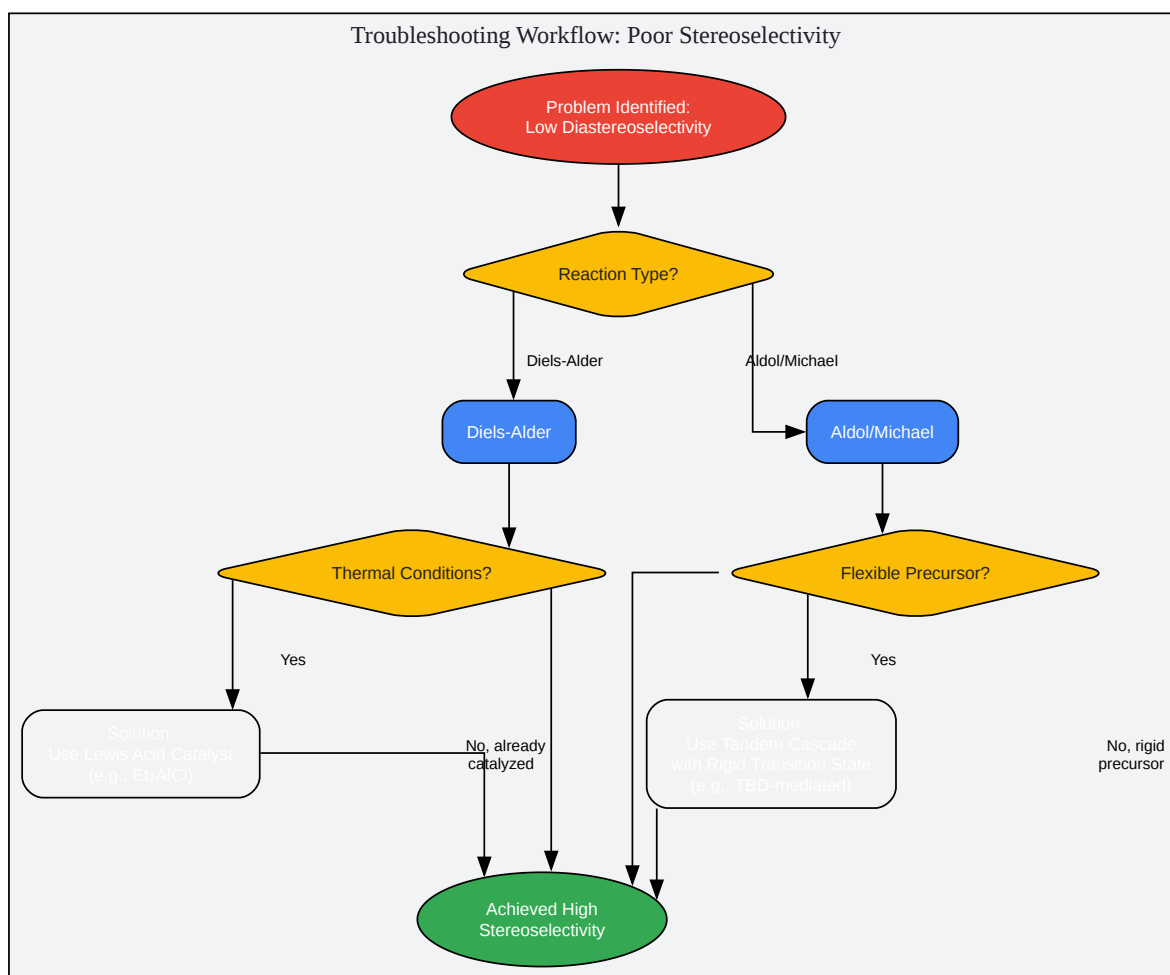 Troubleshooting Workflow: Poor Stereoselectivity
Problem Identified:
Low Diastereoselectivity
Reaction Type?
Diels-Alder
Aldol/Michael
Diels-Alder
Aldol/Michael
Thermal Conditions?
Flexible Precursor?
Yes
Yes
Solution:
Use Lewis Acid Catalyst
(e.g., Et₂AlCl)
No, already
catalyzed
Solution:
Use Tandem Cascade
with Rigid Transition State
(e.g., TBD-mediated)
No, rigid
precursor
Achieved High
Stereoselectivity